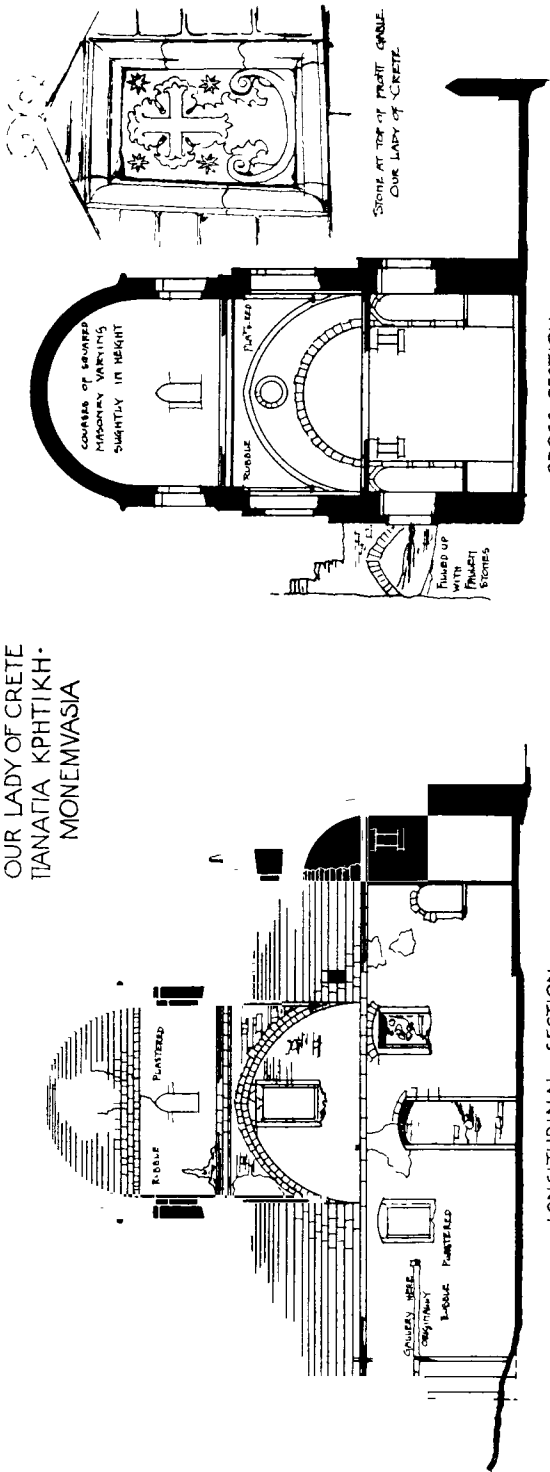 OUR LADY OF CRETE
ΠΑΝΑΓΙΑ ΚΡΗΤΙΚΗ·
MONEMVASIA
RUBBLE PLASTERED
GALLERY HERE
ORIGINALLY
RUBBLE PLASTERED
LONGITUDINAL SECTION
COURSES OF SQUARED
MASONRY VARYING
SLIGHTLY IN HEIGHT
RUBBLE PLAST-RED
FILLED UP
WITH
FALLEN
STONES
CROSS SECTION
STONE AT TOP OF FRONT GABLE
OUR LADY OF CRETE